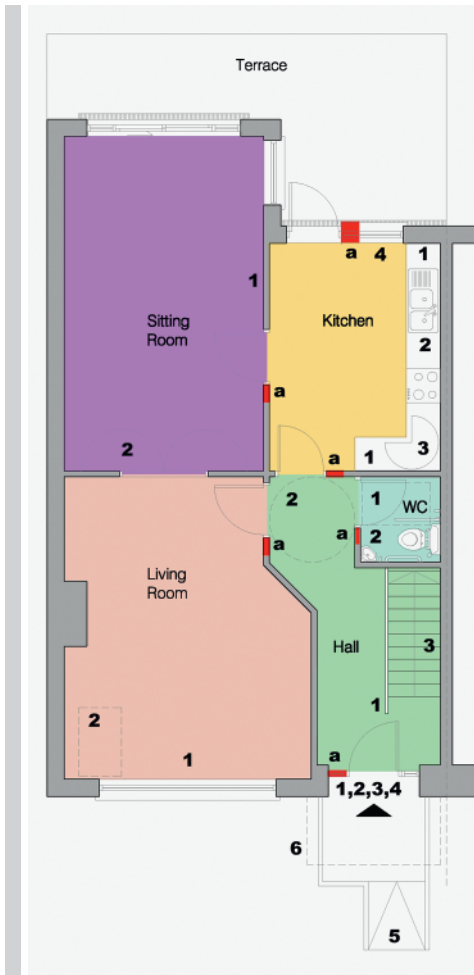 Terrace
a 4 1
1
Sitting
Room
Kitchen
2
a
2
a
1
3
2
1
WC
a
a
2
Living
Room
Hall
3
2
1
1
a
1,2,3,4
6
5